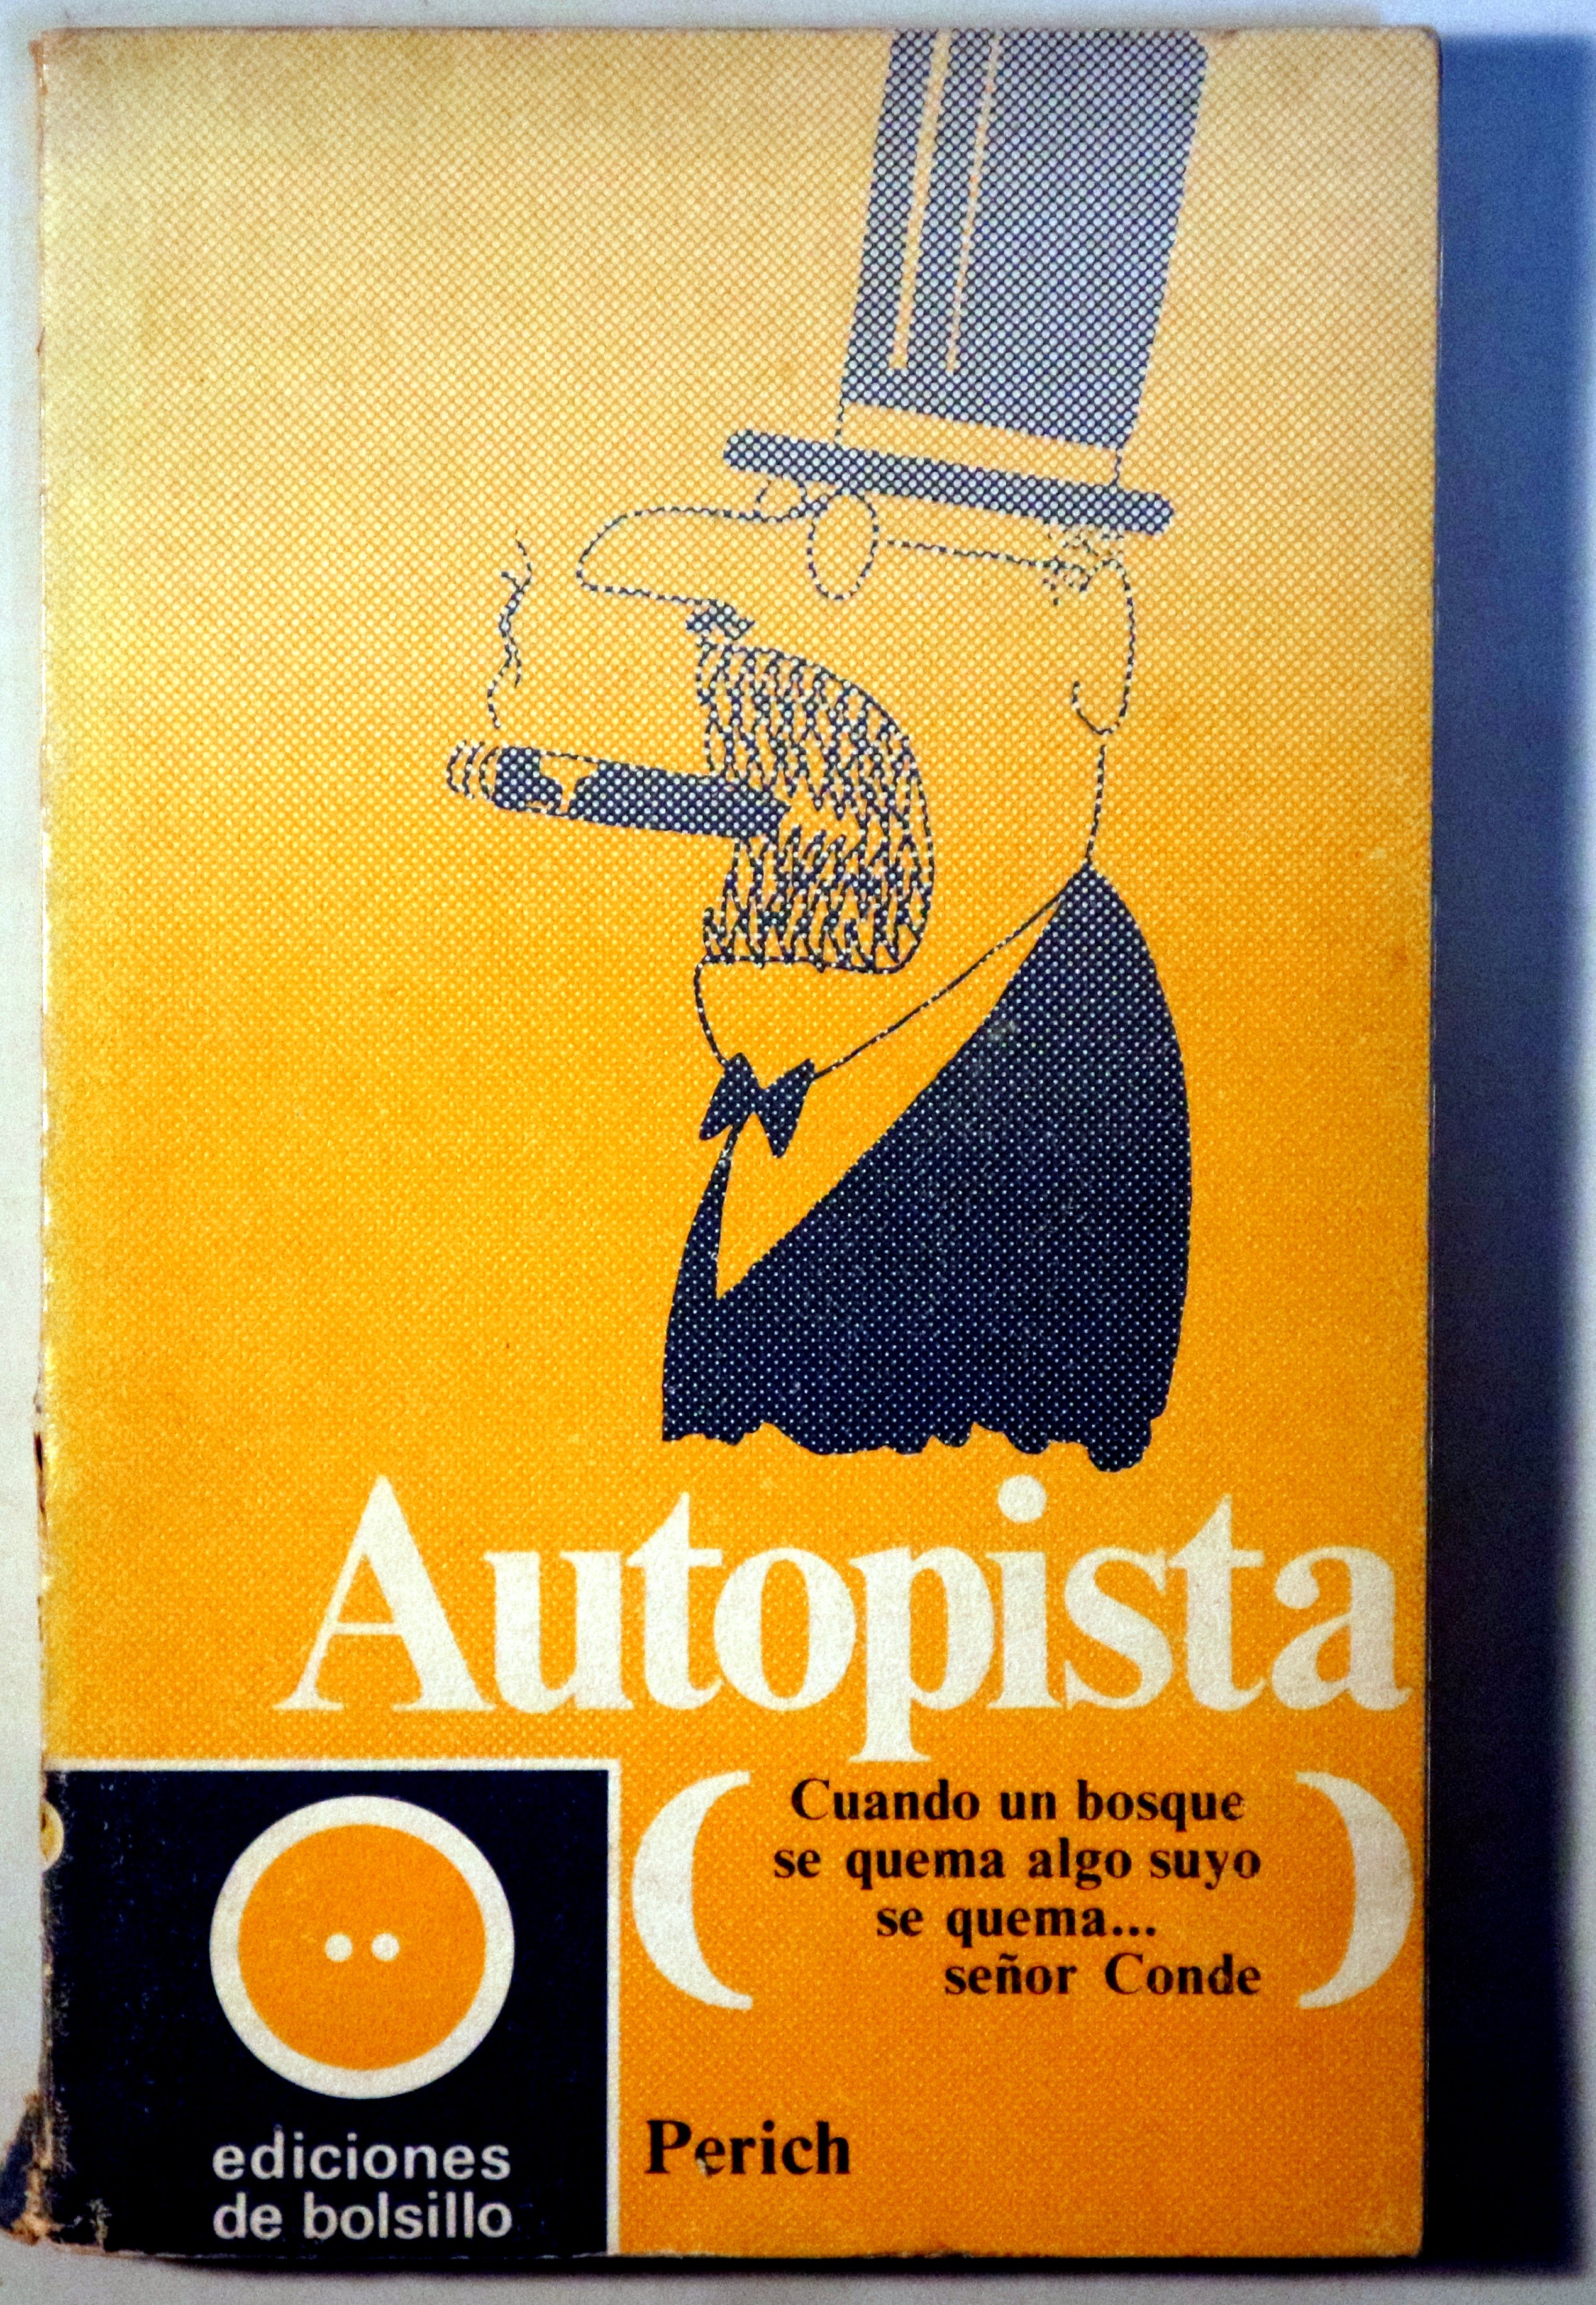 Autopista
( Cuando un bosque
se quema algo suyo
se quema...
señor Conde )
Perich
ediciones
de bolsillo